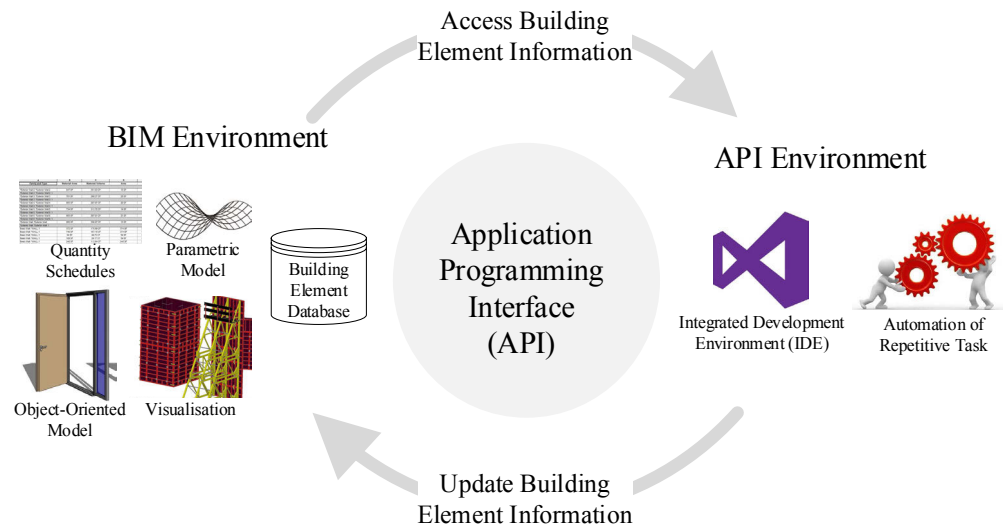 Access Building
Element Information
BIM Environment
API Environment
Quantity
Schedules
Parametric
Model
Building
Element
Database
Application
Programming
Interface
(API)
Integrated Development
Environment (IDE)
Automation of
Repetitive Task
Object-Oriented
Model
Visualisation
Update Building
Element Information